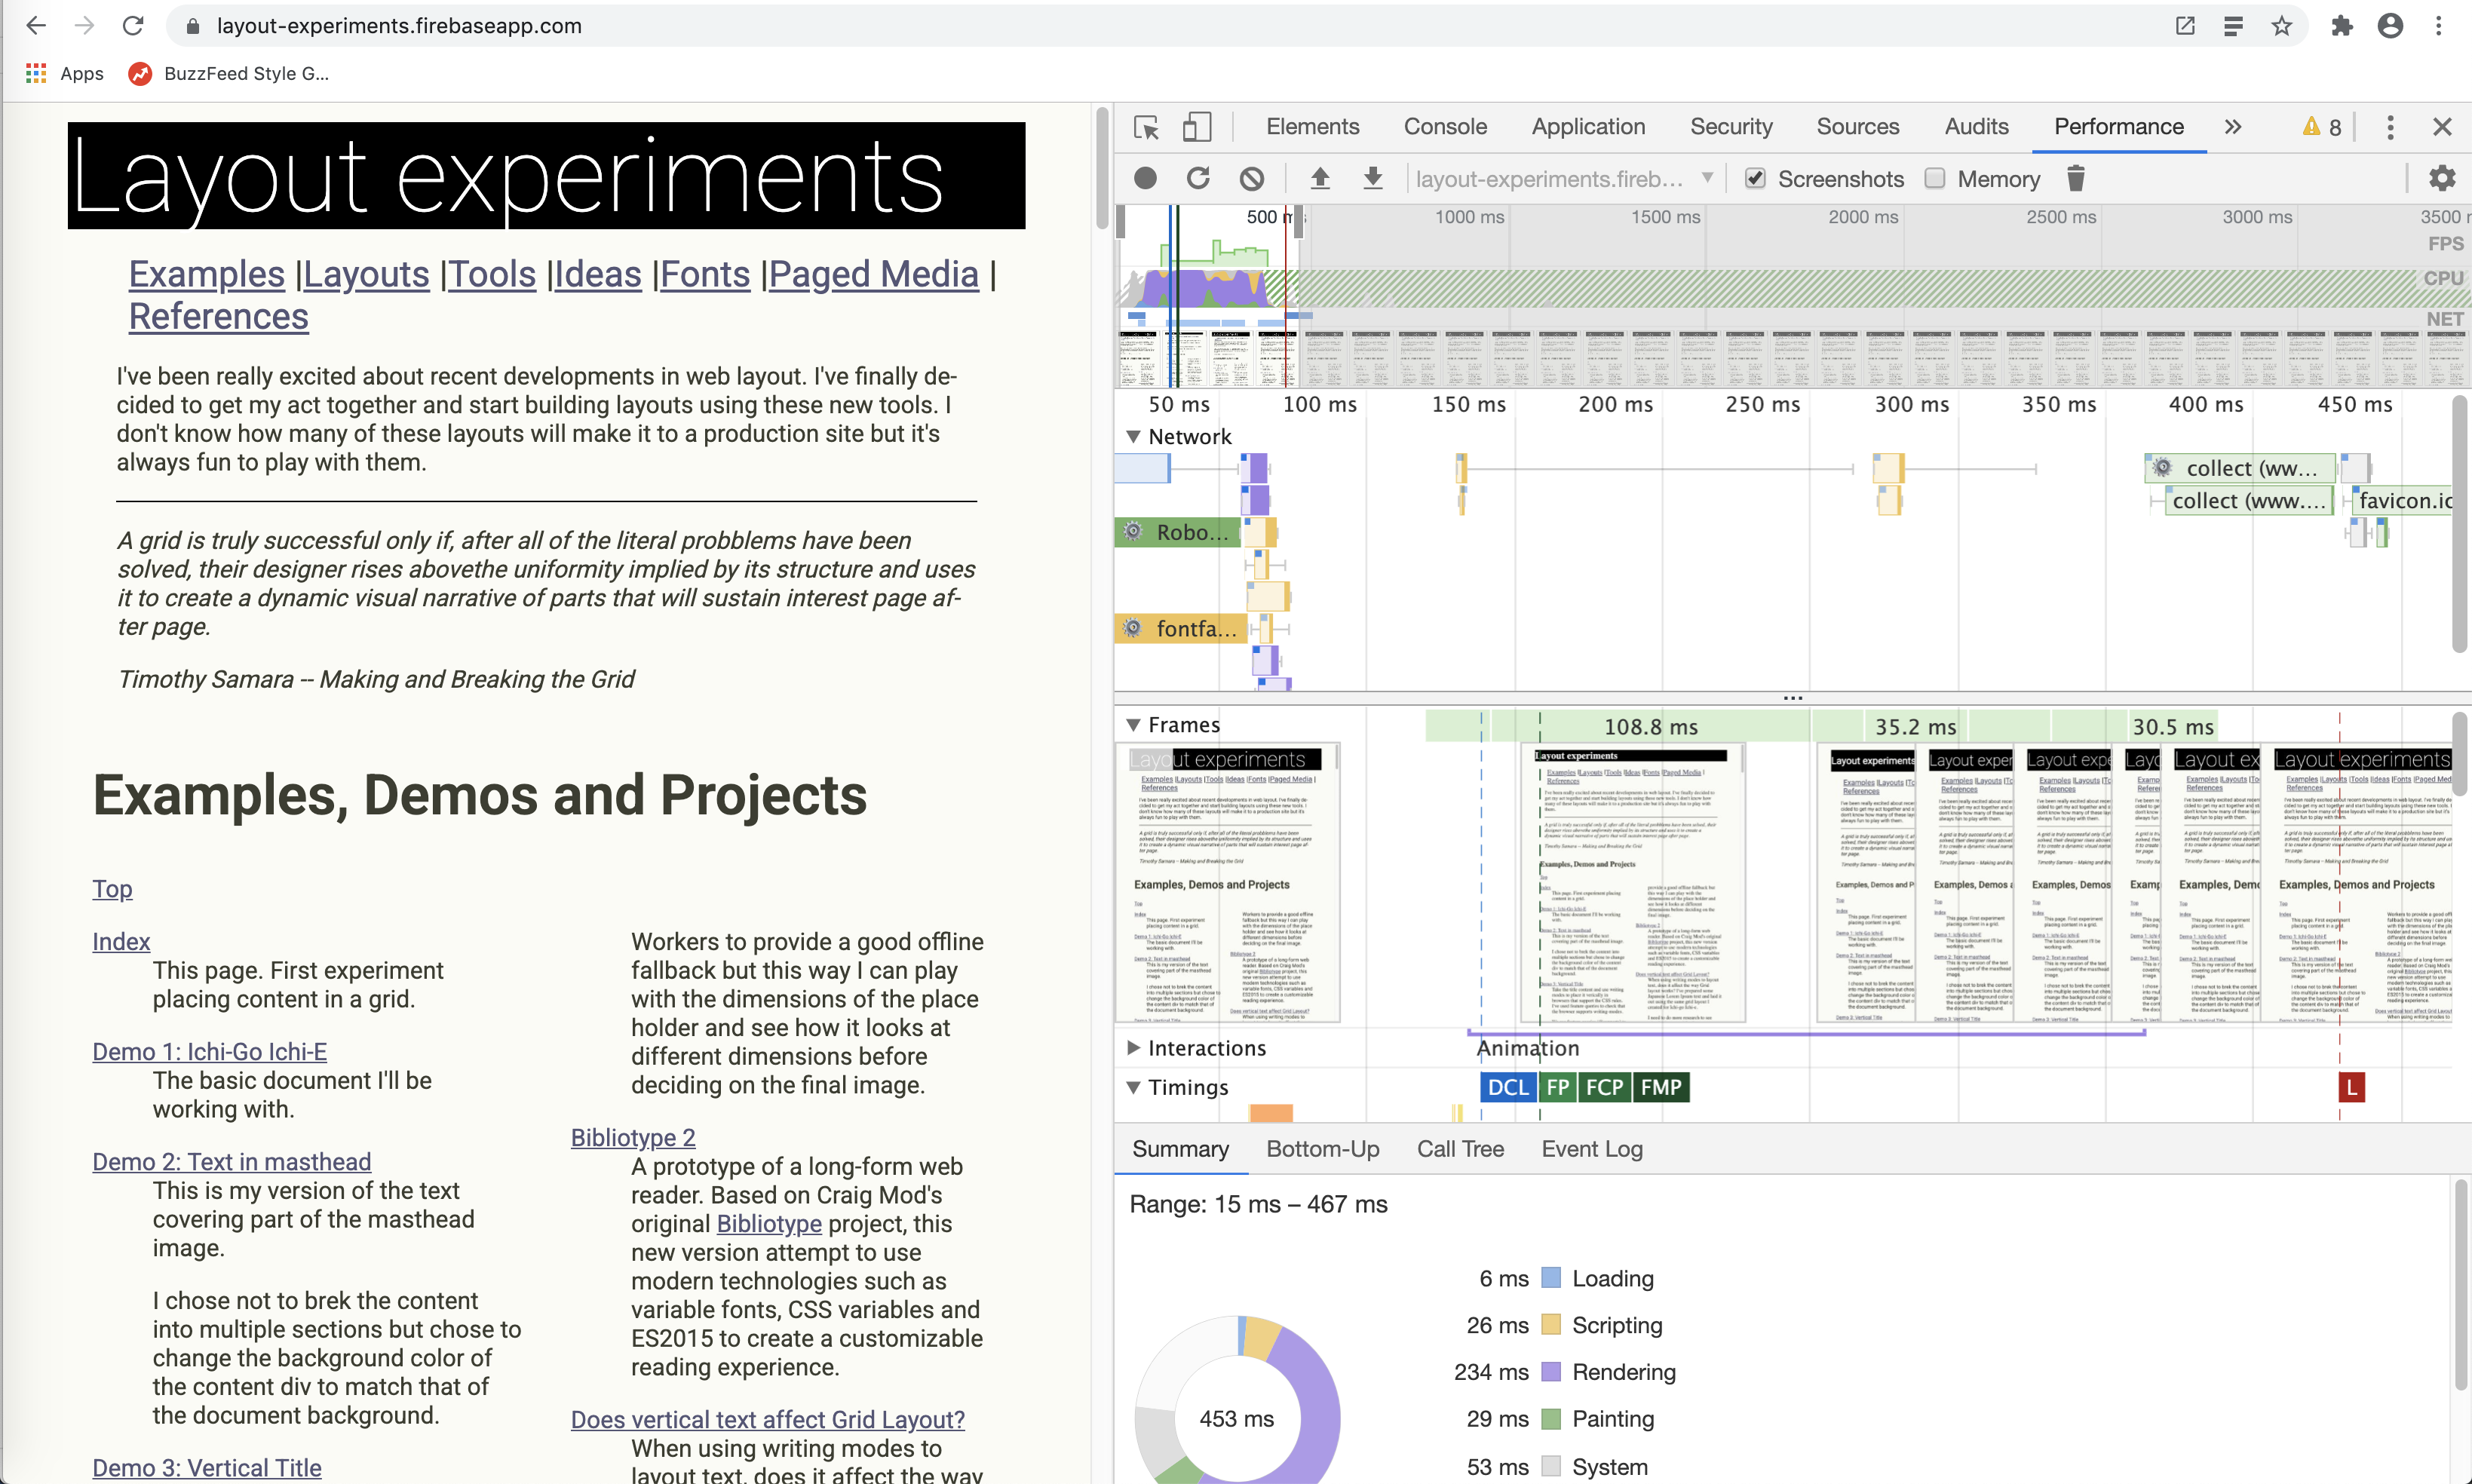 layout-experiments.firebaseapp.com
Apps
BuzzFeed Style G...
Layout experiments
Examples |Layouts |Tools |Ideas |Fonts |Paged Media |
References
I've been really excited about recent developments in web layout. I've finally de-
cided to get my act together and start building layouts using these new tools. I
don't know how many of these layouts will make it to a production site but it's
always fun to play with them.
A grid is truly successful only if, after all of the literal probblems have been
solved, their designer rises abovethe uniformity implied by its structure and uses
it to create a dynamic visual narrative of parts that will sustain interest page af-
ter page.
Timothy Samara -- Making and Breaking the Grid
Examples, Demos and Projects
Top
Index
This page. First experiment
placing content in a grid.
Demo 1: Ichi-Go Ichi-E
The basic document I'll be
working with.
Demo 2: Text in masthead
This is my version of the text
covering part of the masthead
image.
I chose not to brek the content
into multiple sections but chose to
change the background color of
the content div to match that of
the document background.
Demo 3: Vertical Title
Workers to provide a good offline
fallback but this way I can play
with the dimensions of the place
holder and see how it looks at
different dimensions before
deciding on the final image.
Bibliotype 2
A prototype of a long-form web
reader. Based on Craig Mod's
original Bibliotype project, this
new version attempt to use
modern technologies such as
variable fonts, CSS variables and
ES2015 to create a customizable
reading experience.
Does vertical text affect Grid Layout?
When using writing modes to
layout text, does it affect the way
Elements Console Application Security Sources Audits Performance 8
layout-experiments.fireb... Screenshots Memory
500 1000 ms 1500 ms 2000 ms 2500 ms 3000 ms 3500
FPS
CPU
NET
50 ms 100 ms 150 ms 200 ms 250 ms 300 ms 350 ms 400 ms 450 ms
Network
collect (ww...
collect (www.... favicon.ic
Robo...
fontfa...
Frames 108.8 ms 35.2 ms 30.5 ms
Interactions Animation
Timings DCL FP FCP FMP L
Summary Bottom-Up Call Tree Event Log
Range: 15 ms – 467 ms
6 ms Loading
26 ms Scripting
234 ms Rendering
29 ms Painting
53 ms System
453 ms